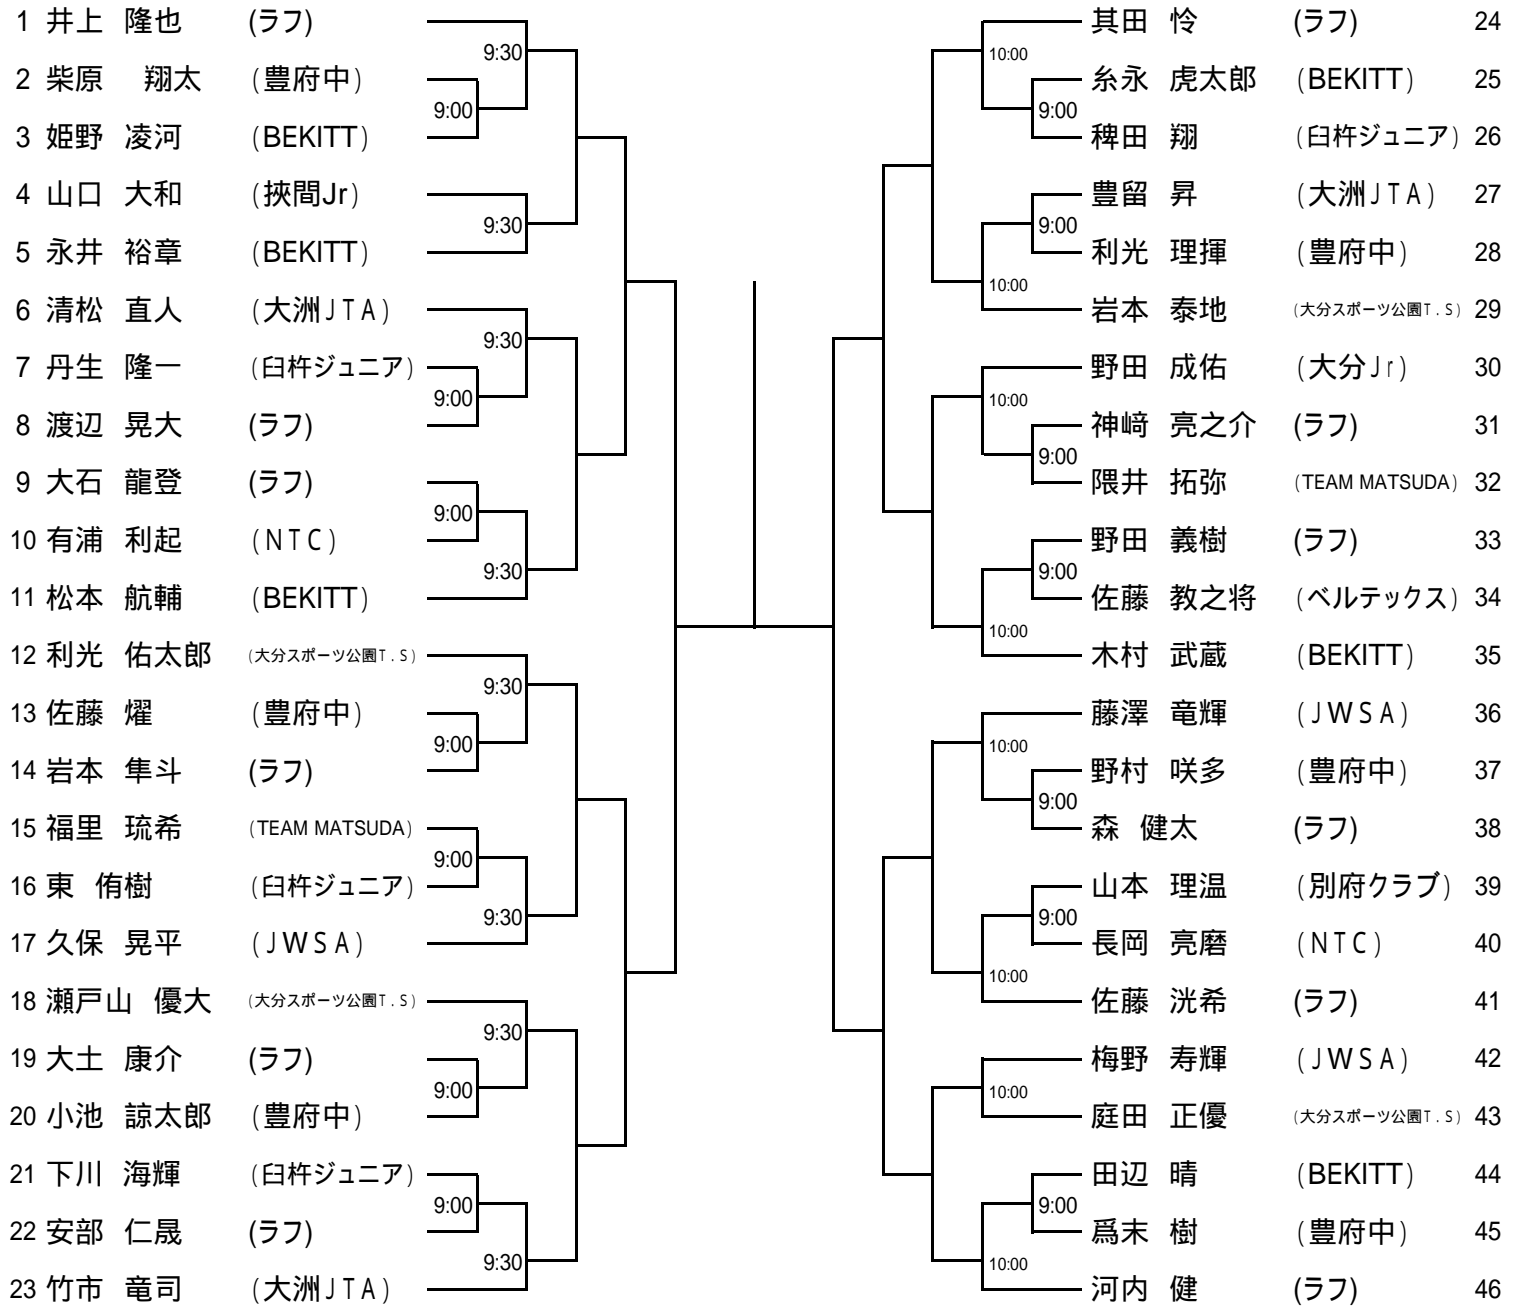 1 井上 隆也 (ラフ)
9:30
2 柴原 翔太 (豊府中)
9:00
3 姫野 凌河 (BEKITT)
4 山口 大和 (挾間Jr)
9:30
5 永井 裕章 (BEKITT)
6 清松 直人 (大洲JTA)
9:30
7 丹生 隆一 (臼杵ジュニア)
9:00
8 渡辺 晃大 (ラフ)
9 大石 龍登 (ラフ)
9:00
10 有浦 利起 (NTC)
9:30
11 松本 航輔 (BEKITT)
12 利光 佑太郎 (大分スポーツ公園T.S)
9:30
13 佐藤 燿 (豊府中)
9:00
14 岩本 隼斗 (ラフ)
15 福里 琉希 (TEAM MATSUDA)
9:00
16 東 侑樹 (臼杵ジュニア)
9:30
17 久保 晃平 (JWSA)
18 瀬戸山 優大 (大分スポーツ公園T.S)
9:30
19 大土 康介 (ラフ)
9:00
20 小池 諒太郎 (豊府中)
21 下川 海輝 (臼杵ジュニア)
9:00
22 安部 仁晟 (ラフ)
9:30
23 竹市 竜司 (大洲JTA)
其田 怜 (ラフ) 24
10:00
糸永 虎太郎 (BEKITT) 25
9:00
稗田 翔 (臼杵ジュニア) 26
豊留 昇 (大洲JTA) 27
9:00
利光 理揮 (豊府中) 28
10:00
岩本 泰地 (大分スポーツ公園T.S) 29
野田 成佑 (大分Jr) 30
10:00
神﨑 亮之介 (ラフ) 31
9:00
隈井 拓弥 (TEAM MATSUDA) 32
野田 義樹 (ラフ) 33
9:00
佐藤 教之将 (ベルテックス) 34
10:00
木村 武蔵 (BEKITT) 35
藤澤 竜輝 (JWSA) 36
10:00
野村 咲多 (豊府中) 37
9:00
森 健太 (ラフ) 38
山本 理温 (別府クラブ) 39
9:00
長岡 亮磨 (NTC) 40
10:00
佐藤 洸希 (ラフ) 41
梅野 寿輝 (JWSA) 42
10:00
庭田 正優 (大分スポーツ公園T.S) 43
田辺 晴 (BEKITT) 44
9:00
爲末 樹 (豊府中) 45
10:00
河内 健 (ラフ) 46